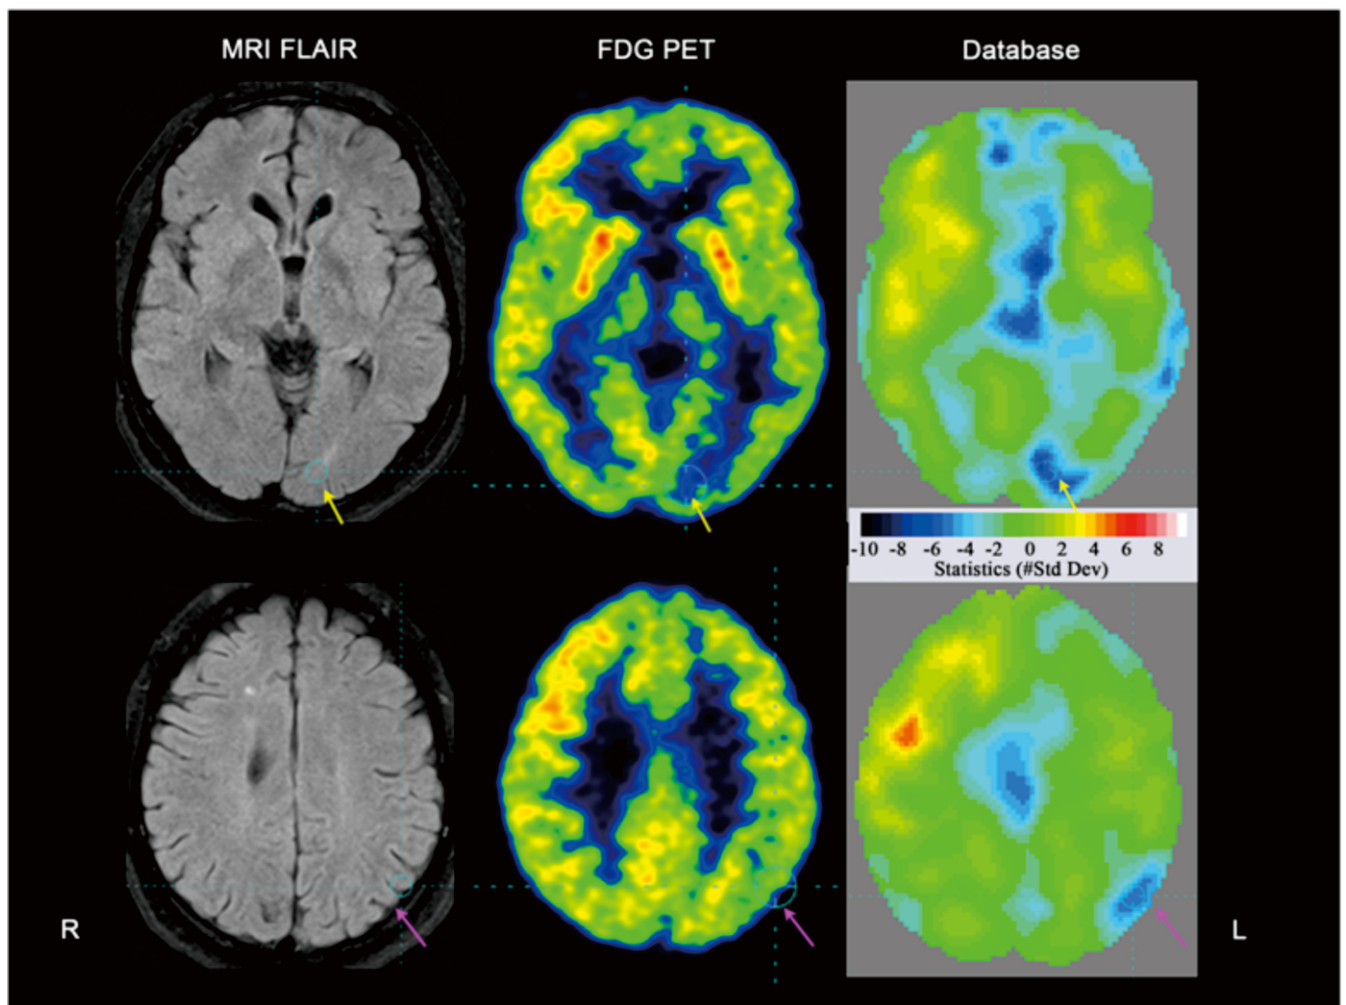 MRI FLAIR FDG PET Database
-10 -8 -6 -4 -2 0 2 4 6 8
Statistics (#Std Dev)
R L